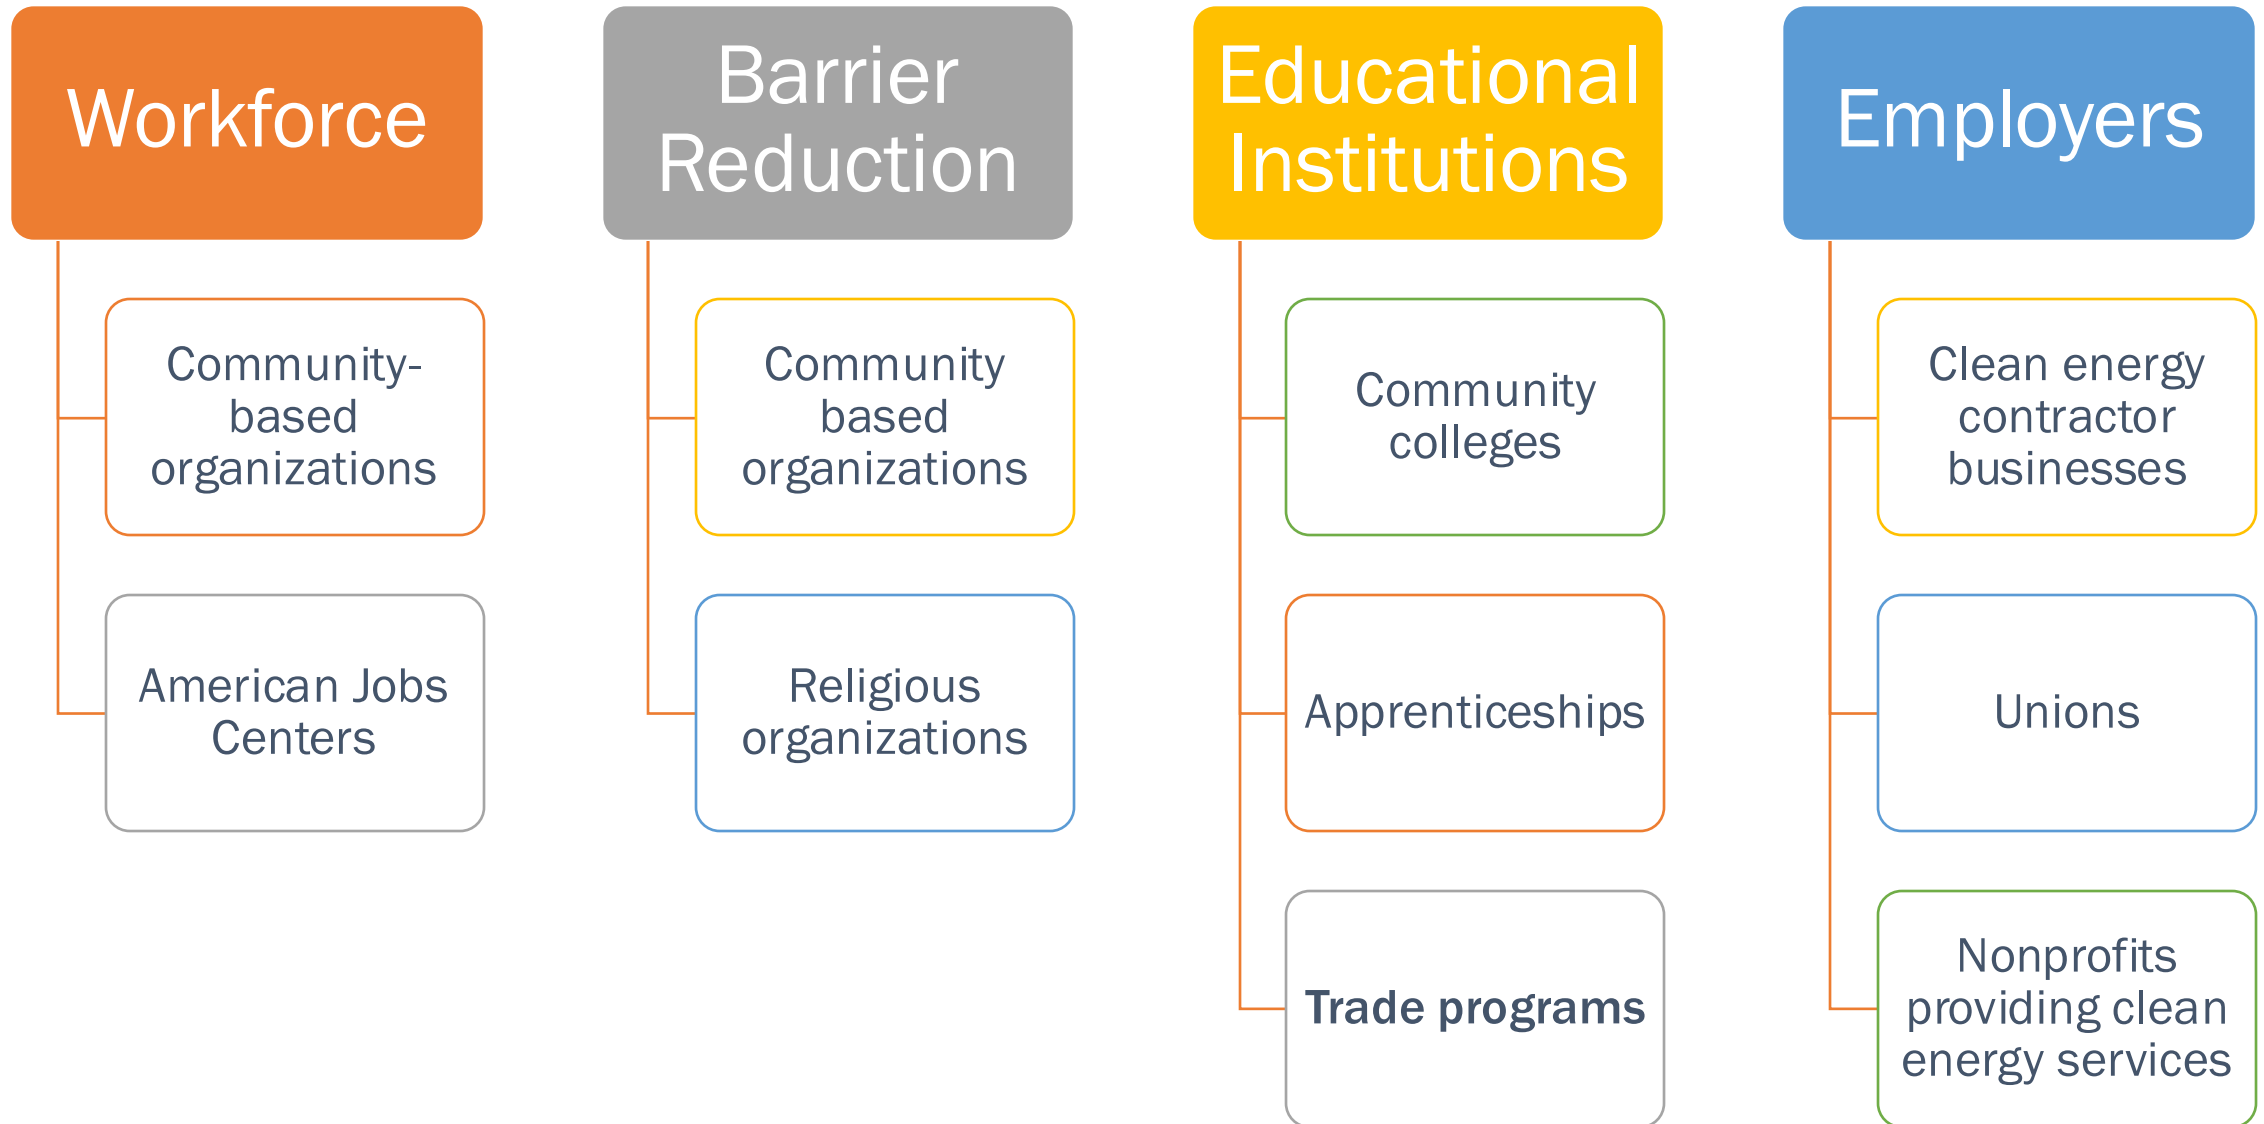 Workforce
Community-
based
organizations
American Jobs
Centers
Barrier
Reduction
Community
based
organizations
Religious
organizations
Educational
Institutions
Community
colleges
Apprenticeships
Trade programs
Employers
Clean energy
contractor
businesses
Unions
Nonprofits
providing clean
energy services